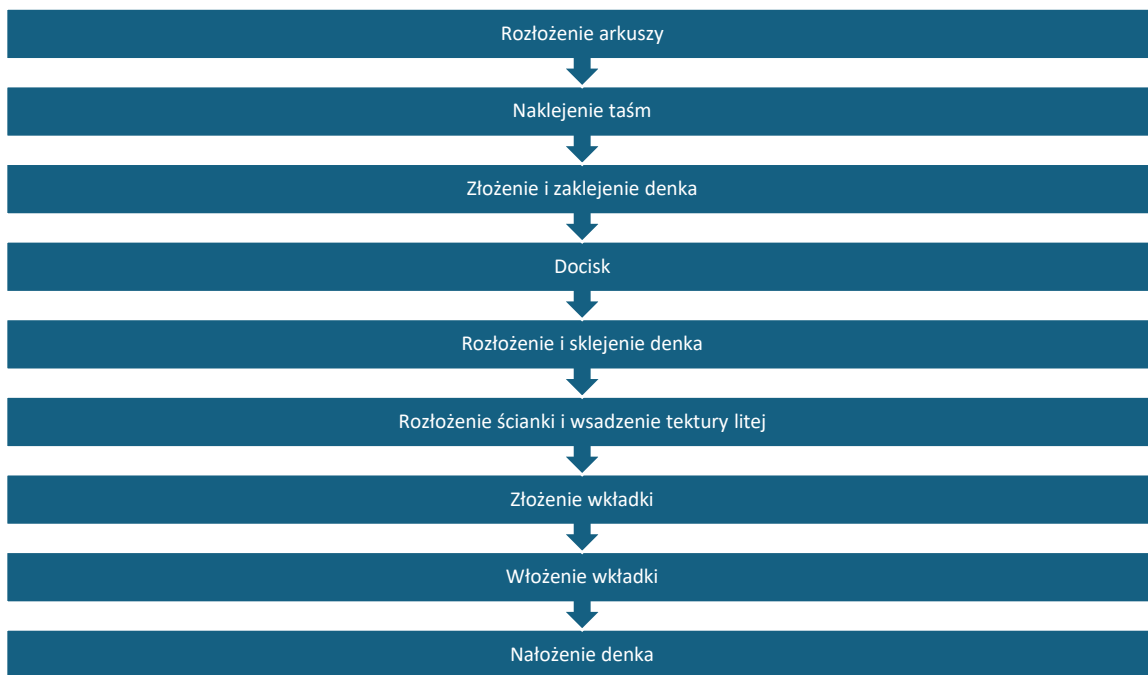 Rozłożenie arkuszy
Naklejenie taśm
Złożenie i zaklejenie denka
Docisk
Rozłożenie i sklejenie denka
Rozłożenie ścianki i wsadzenie tektury litej
Złożenie wkładki
Włożenie wkładki
Nałożenie denka